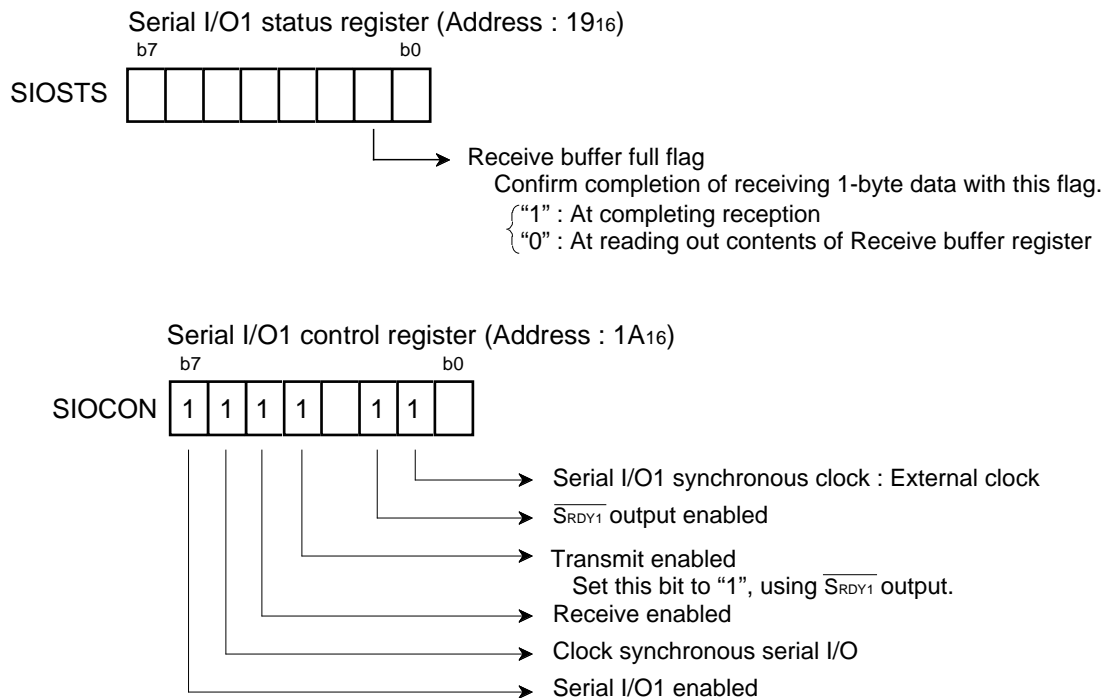 Serial I/O1 status register (Address : 1916)
b7 b0
SIOSTS
Receive buffer full flag
Confirm completion of receiving 1-byte data with this flag.
“1” : At completing reception
“0” : At reading out contents of Receive buffer register
Serial I/O1 control register (Address : 1A16)
b7 b0
SIOCON 1 1 1 1 1 1
Serial I/O1 synchronous clock : External clock
SRDY1 output enabled
Transmit enabled
Set this bit to “1”, using SRDY1 output.
Receive enabled
Clock synchronous serial I/O
Serial I/O1 enabled